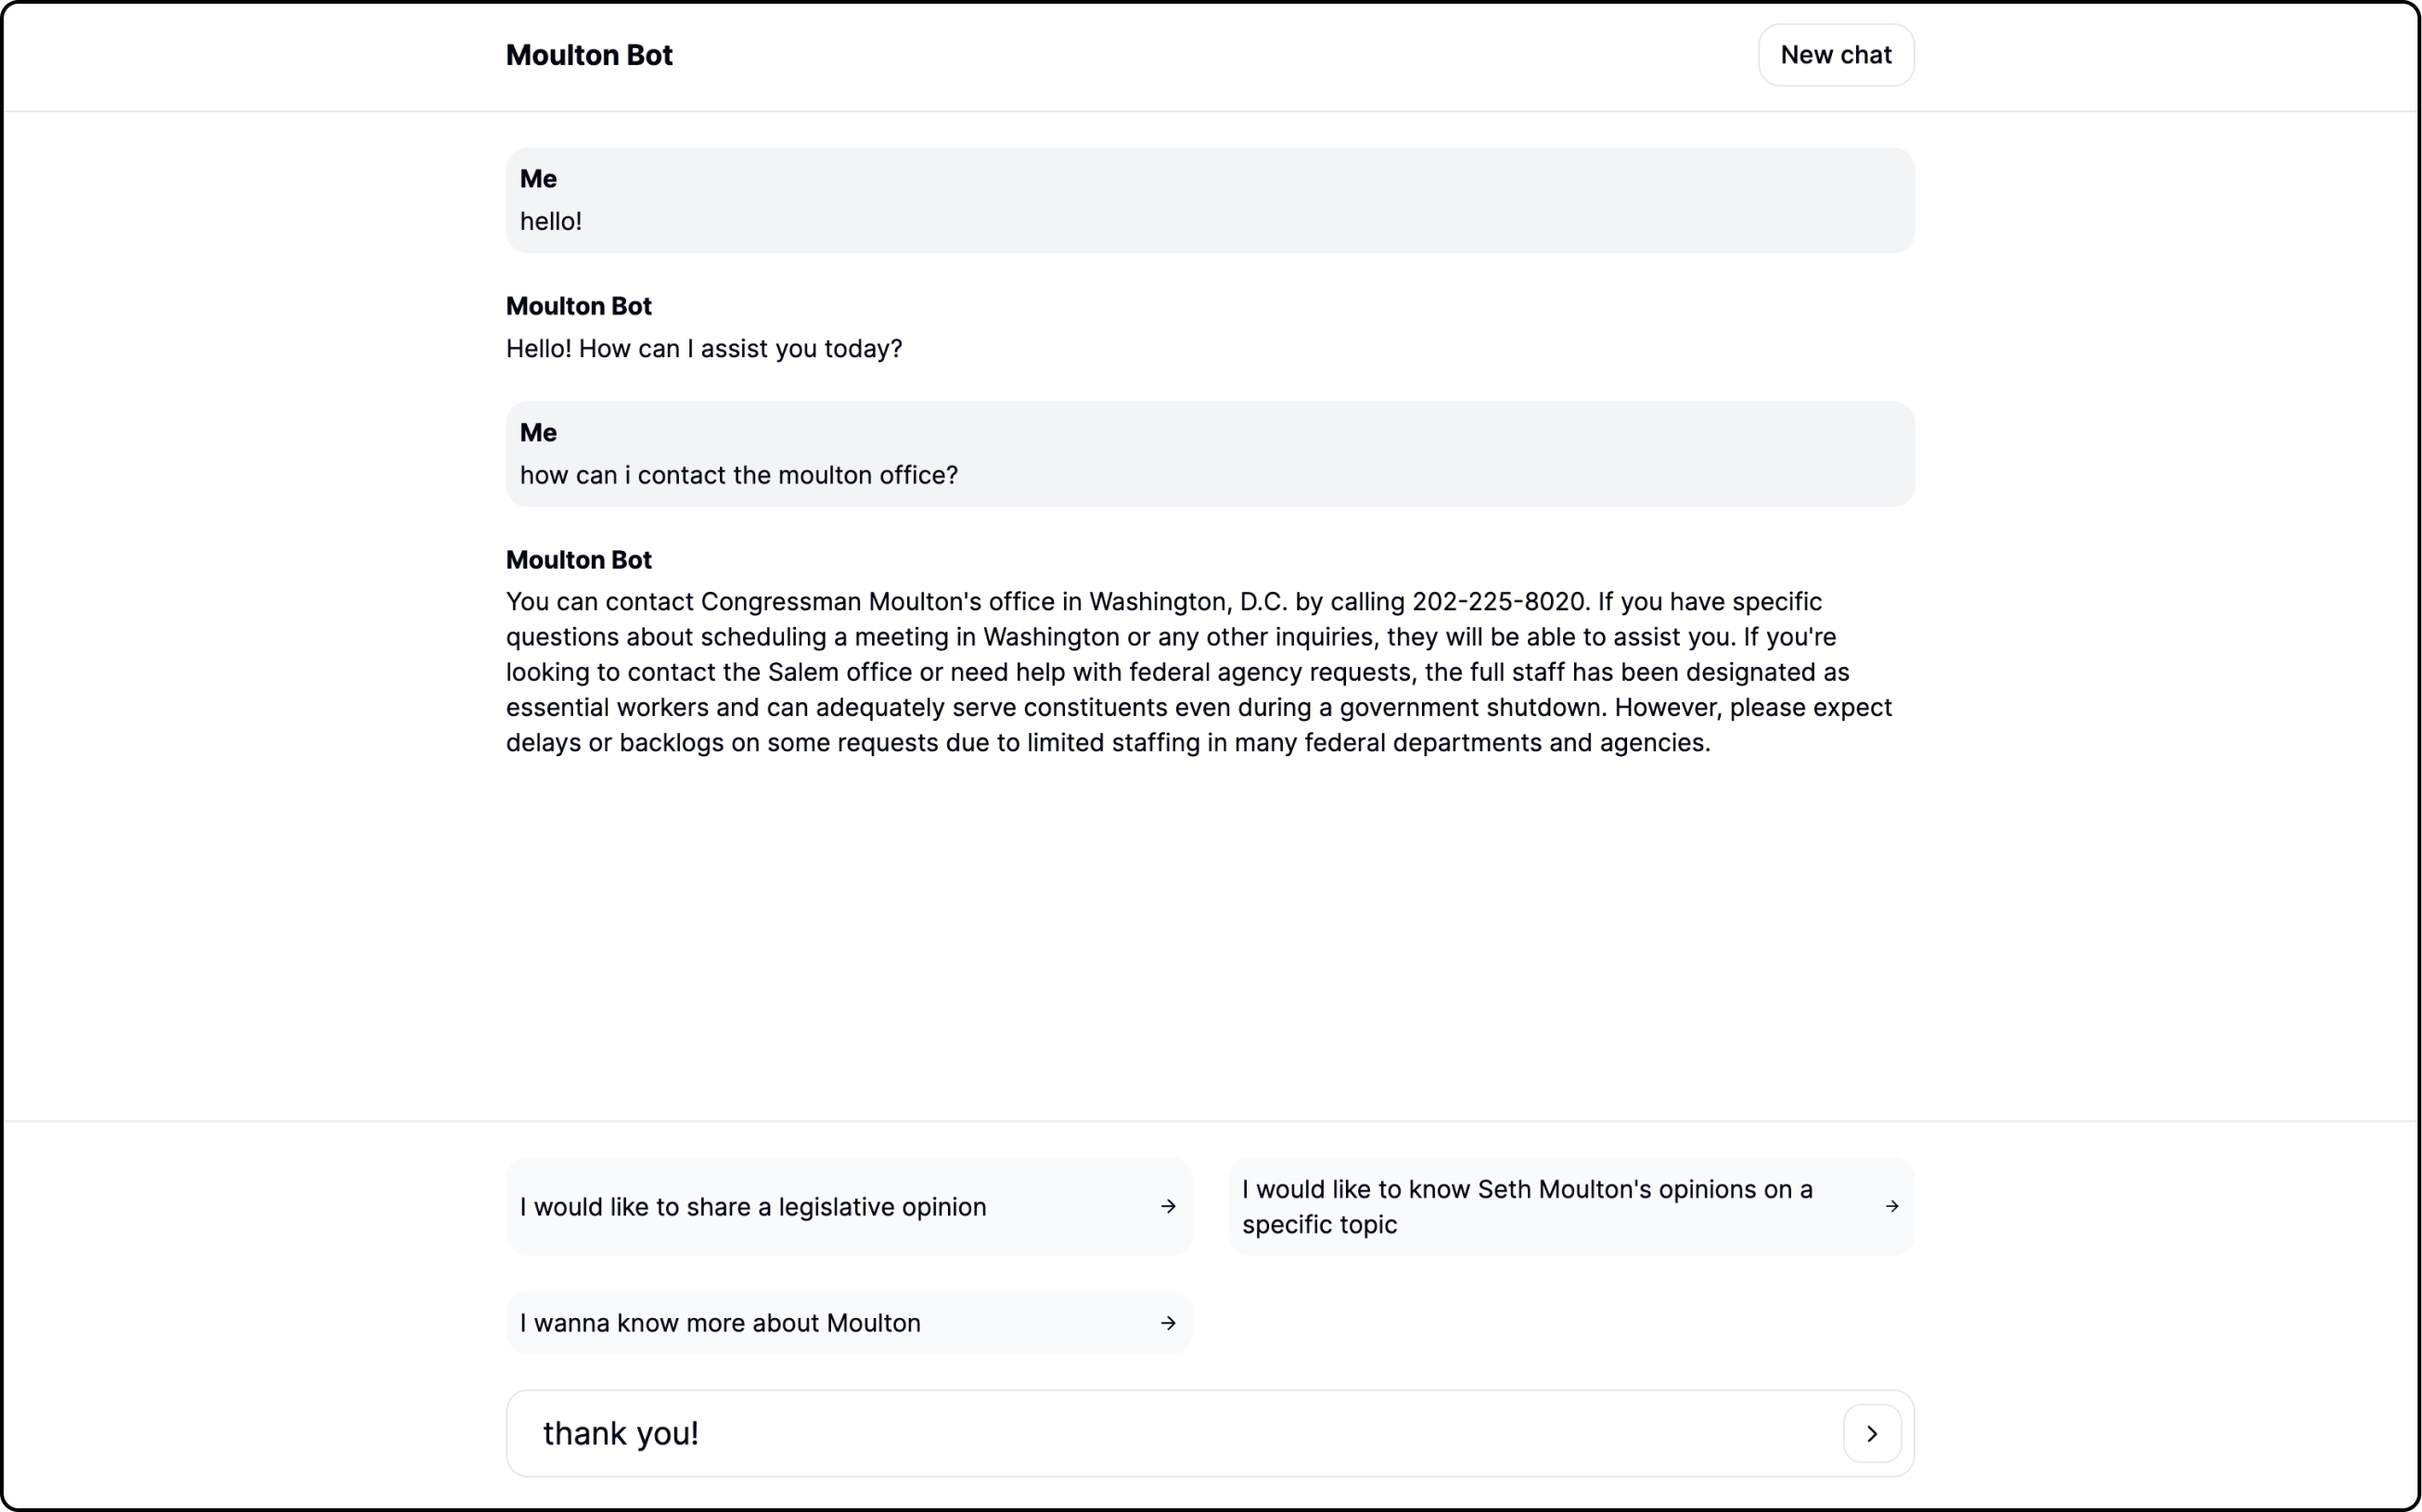 Moulton Bot
New chat
Me
hello!
Moulton Bot
Hello! How can I assist you today?
Me
how can i contact the moulton office?
Moulton Bot
You can contact Congressman Moulton's office in Washington, D.C. by calling 202-225-8020. If you have specific
questions about scheduling a meeting in Washington or any other inquiries, they will be able to assist you. If you're
looking to contact the Salem office or need help with federal agency requests, the full staff has been designated as
essential workers and can adequately serve constituents even during a government shutdown. However, please expect
delays or backlogs on some requests due to limited staffing in many federal departments and agencies.
I would like to share a legislative opinion
I would like to know Seth Moulton's opinions on a
specific topic
I wanna know more about Moulton
thank you!